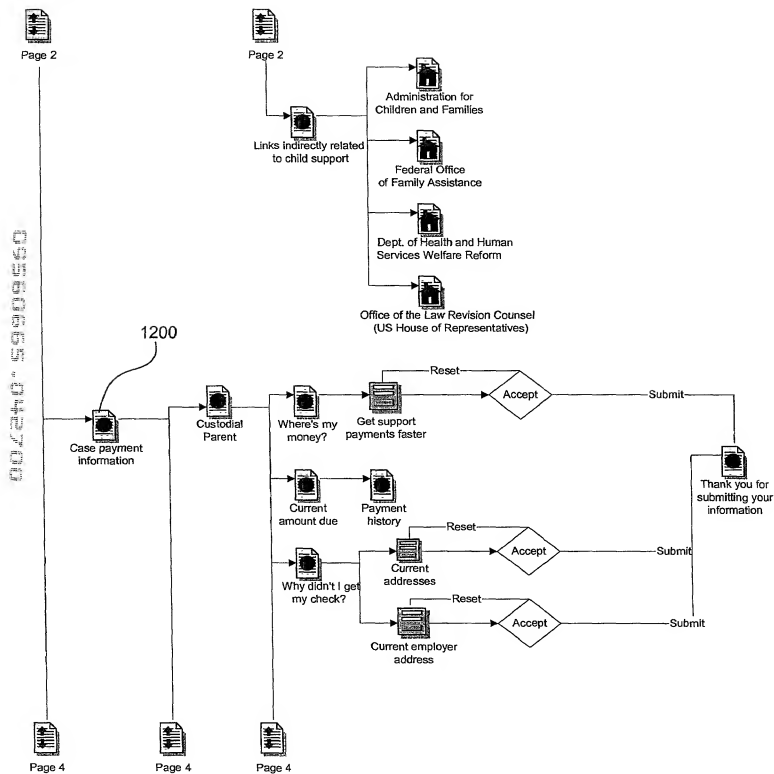 Page 2
Page 2
Administration for
Children and Families
Links indirectly related
to child support
Federal Office
of Family Assistance
Dept. of Health and Human
Services Welfare Reform
Office of the Law Revision Counsel
(US House of Representatives)
1200
Case payment
information
Custodial
Parent
Where's my
money?
Reset
Get support
payments faster
Accept
Submit
Thank you for
submitting your
information
Current
amount due
Payment
history
Why didn't I get
my check?
Reset
Current
addresses
Accept
Submit
Reset
Current employer
address
Accept
Submit
Page 4
Page 4
Page 4